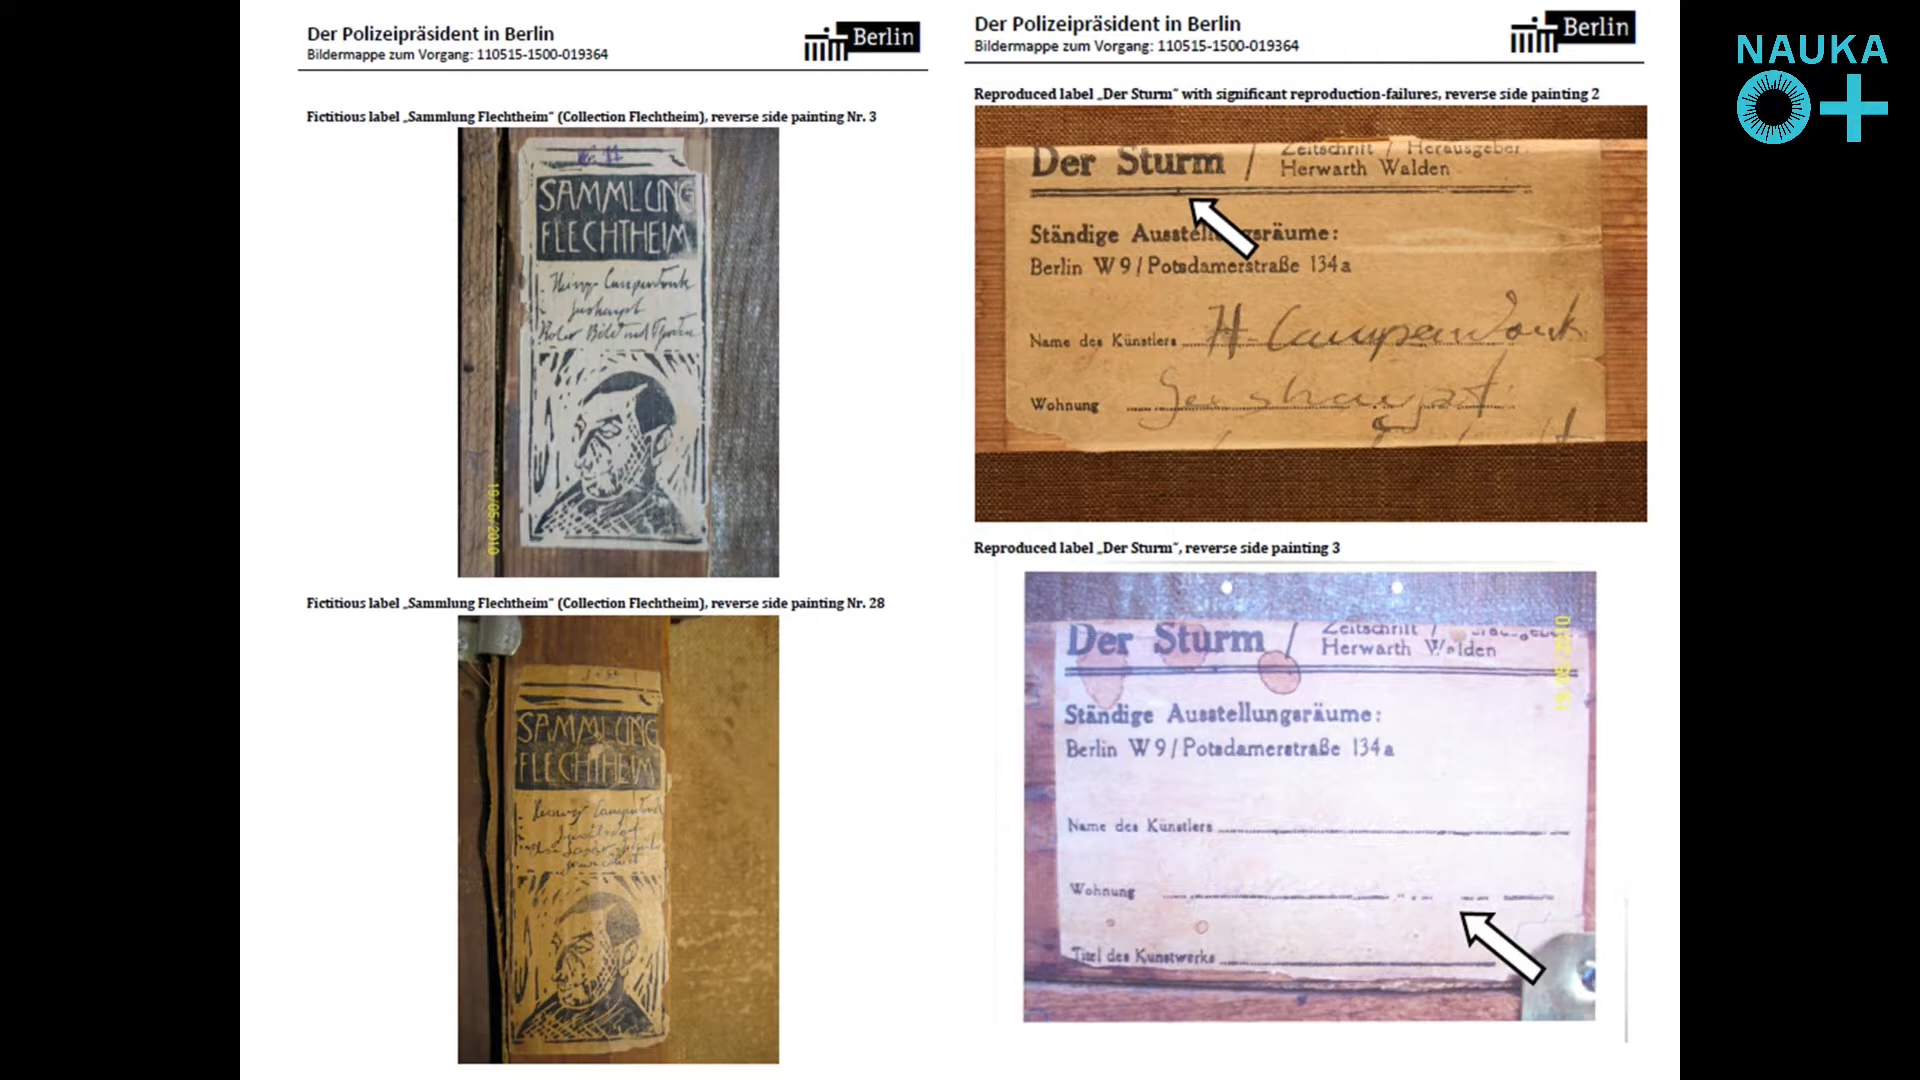 Der Polizeipräsident in Berlin
Bildermappe zum Vorgang: 110515-1500-019364
Berlin
Fictitious label „Sammlung Flechtheim“ (Collection Flechtheim), reverse side painting Nr. 3
SAMMLUNG
FLECHTHEIM
19/05/2010
Fictitious label „Sammlung Flechtheim“ (Collection Flechtheim), reverse side painting Nr. 28
SAMMLUNG
FLECHTHEIM
Der Polizeipräsident in Berlin
Bildermappe zum Vorgang: 110515-1500-019364
Berlin
Reproduced label „Der Sturm“ with significant reproduction-failures, reverse side painting 2
Der Sturm / Zeitschrift / Herausgeber
Herwarth Walden
Ständige Ausstellungsräume:
Berlin W 9 / Potsdamerstraße 134 a
Name des Künstlers H. Campendonk
Wohnung Seeshaupt
Reproduced label „Der Sturm“, reverse side painting 3
Der Sturm / Zeitschrift /
Herwarth Walden
Ständige Ausstellungsräume:
Berlin W 9 / Potsdamerstraße 134 a
Name des Künstlers
Wohnung
Titel des Kunstwerks
NAUKA
0+